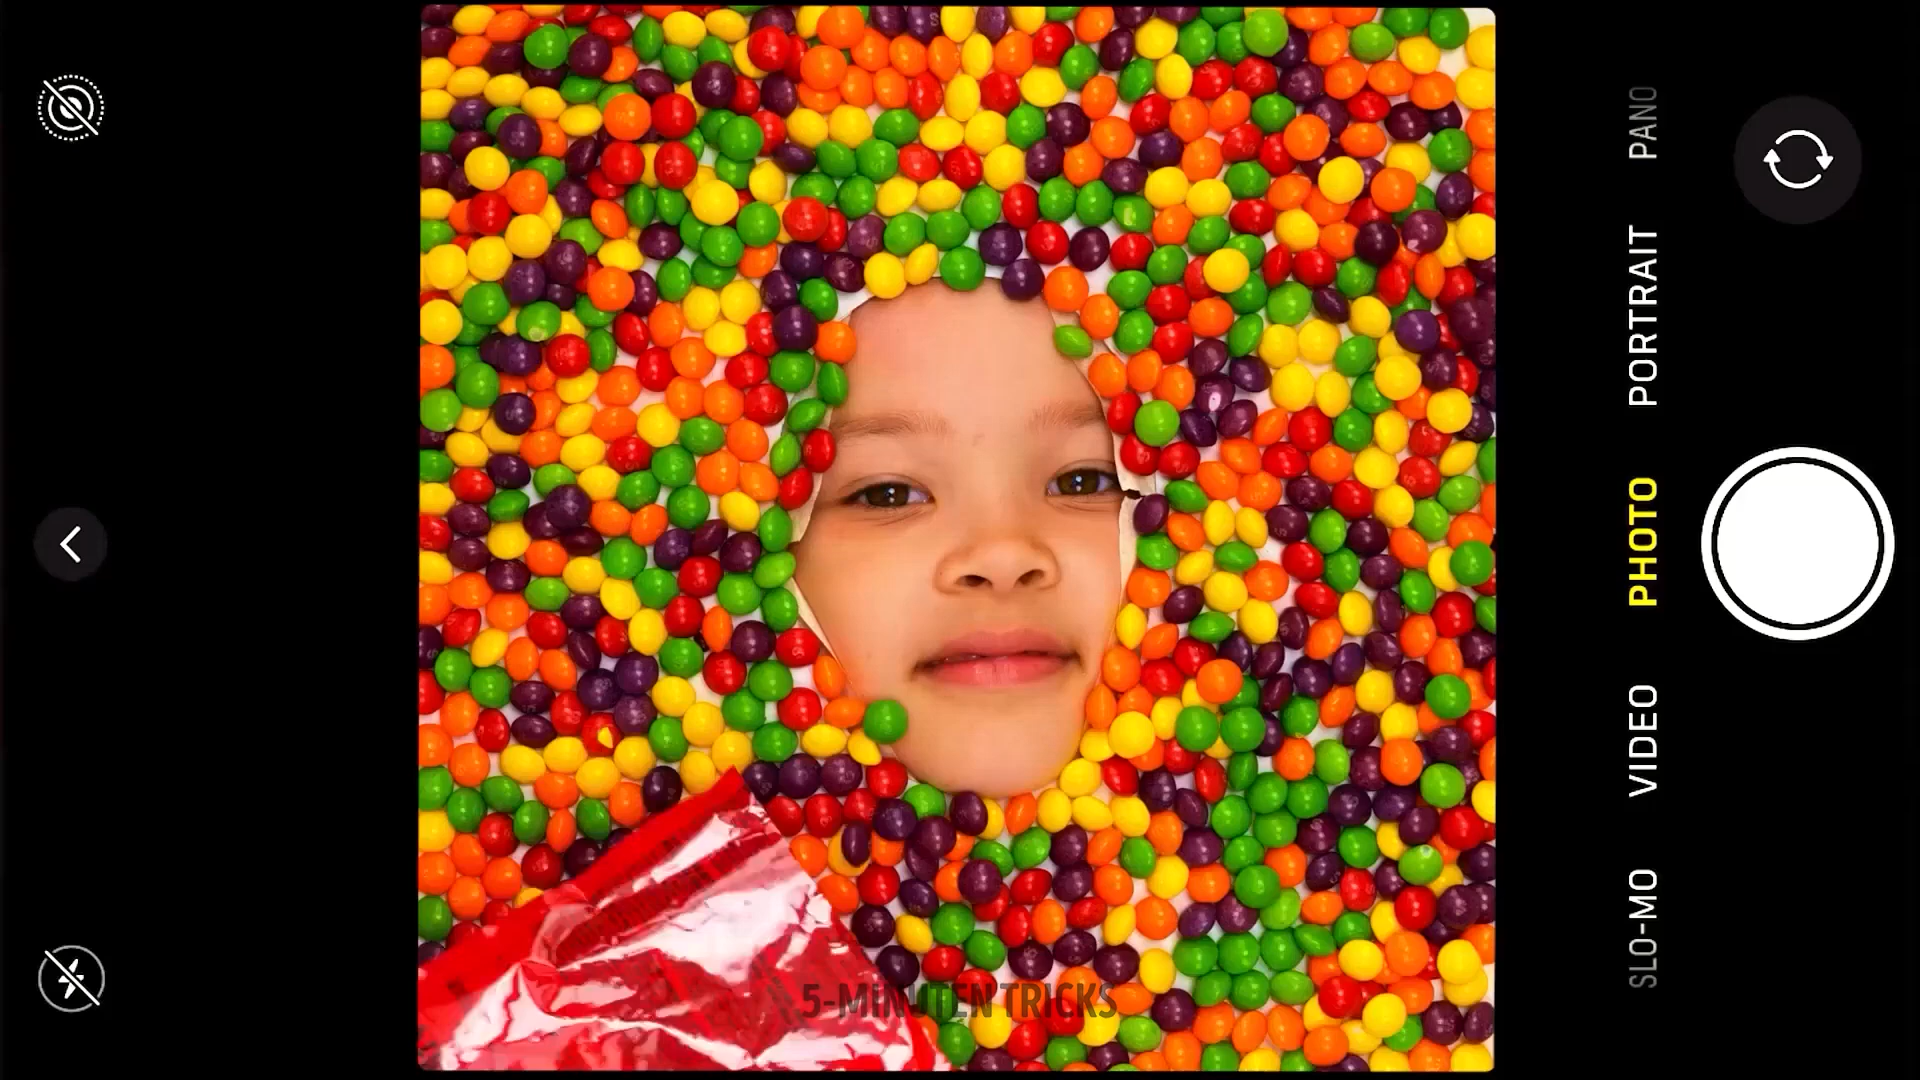 PANO
PORTRAIT
PHOTO
VIDEO
SLO-MO
5-MINUTEN TRICKS